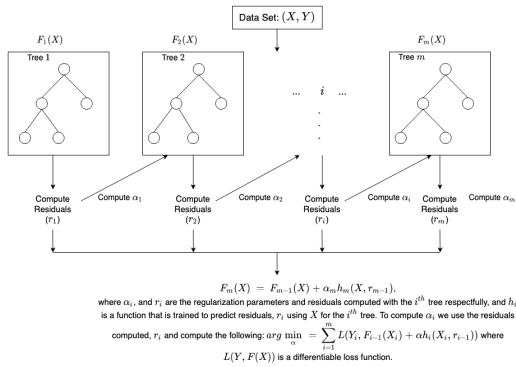 Data Set: (X, Y)
F₁(X) F₂(X) Fₘ(X)
Tree 1 Tree 2 Tree m
... i ...
.
.
.
Compute Residuals (r₁)
Compute α₁
Compute Residuals (r₂)
Compute α₂
Compute Residuals (rᵢ)
Compute αᵢ
Compute Residuals (rₘ)
Compute αₘ
Fₘ(X) = Fₘ₋₁(X) + αₘhₘ(X, rₘ₋₁),
where αᵢ, and rᵢ are the regularization parameters and residuals computed with the iᵗʰ tree respectfully, and hᵢ
is a function that is trained to predict residuals, rᵢ using X for the iᵗʰ tree. To compute αᵢ we use the residuals
computed, rᵢ and compute the following: arg min_α = ∑_{i=1}^{m} L(Yᵢ, Fᵢ₋₁(Xᵢ) + αhᵢ(Xᵢ, rᵢ₋₁)) where
L(Y, F(X)) is a differentiable loss function.